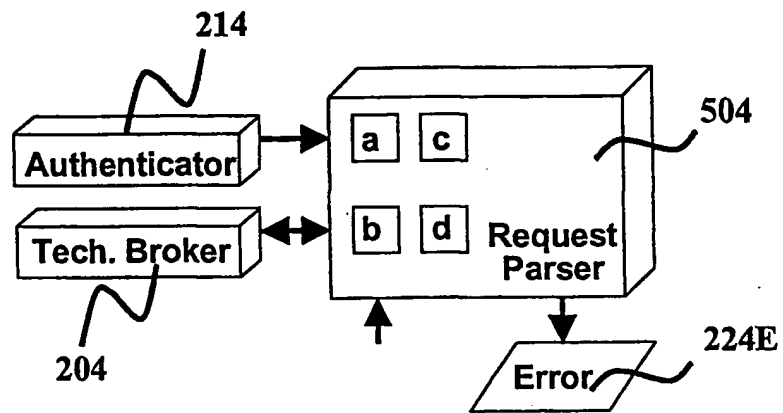 214
504
Authenticator
a c
Tech. Broker
b d
Request
Parser
204
224E
Error